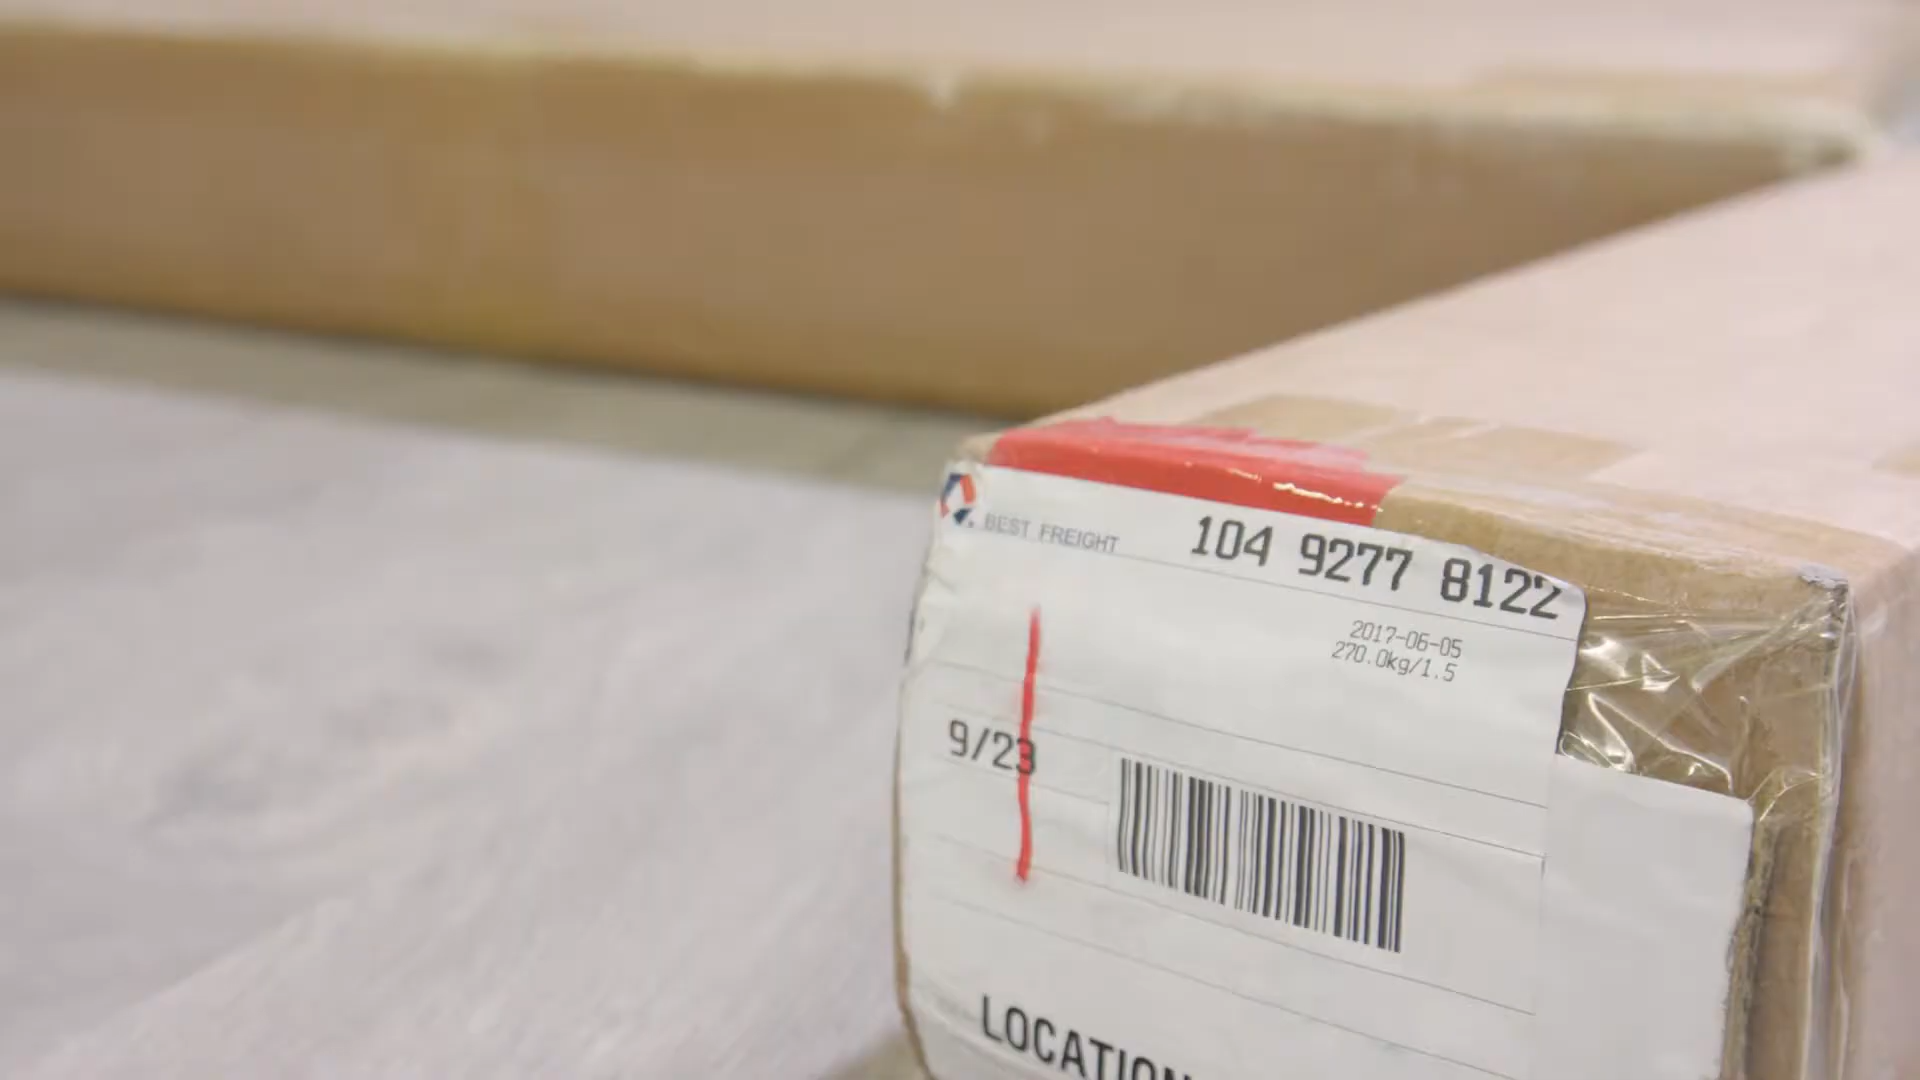 BEST FREIGHT
104 9277 8122
2017-06-05
270.0kg/1.5
9/23
LOCATION